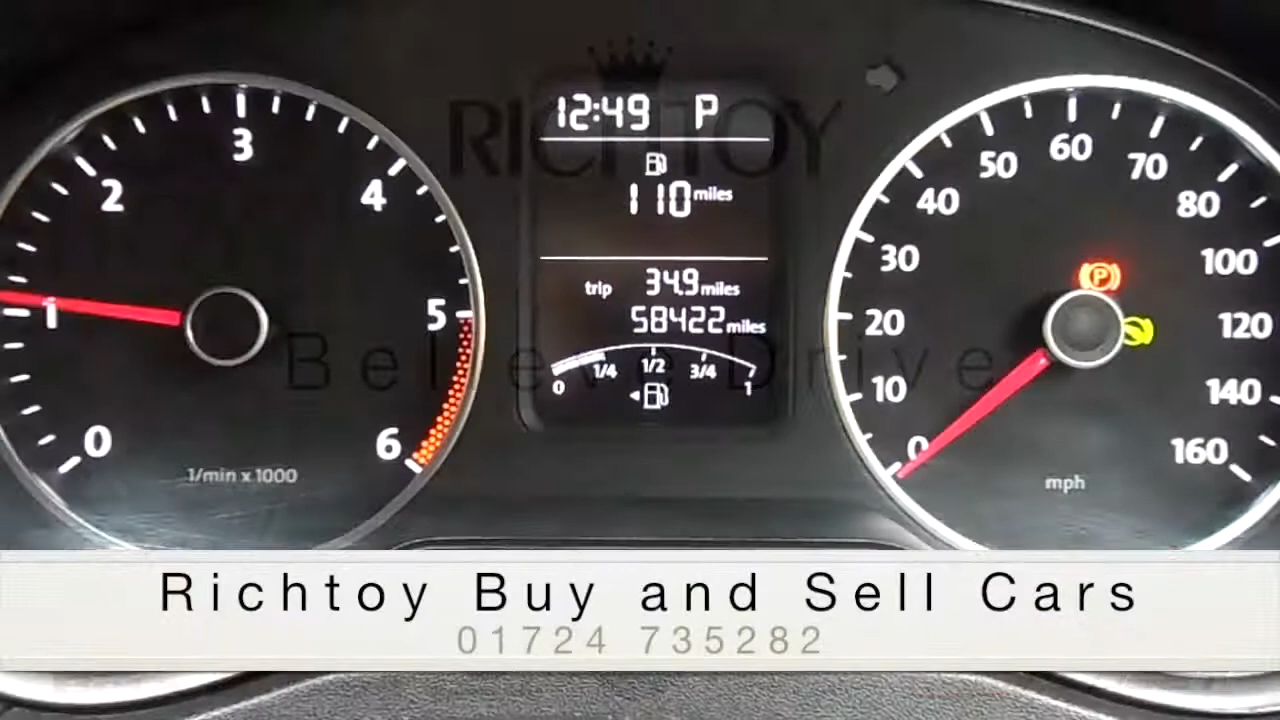 RICHTOY
Believe Drive
12:49 P
110 miles
trip 34.9 miles
58422 miles
0 1/4 1/2 3/4 1
0 1 2 3 4 5 6
1/min x 1000
0 10 20 30 40 50 60 70 80 100 120 140 160
P
mph
Richtoy Buy and Sell Cars
01724 735282